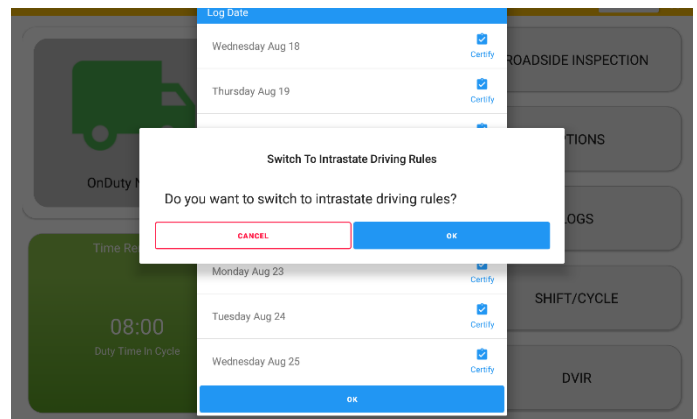 Log Date
Wednesday Aug 18
Certify
ROADSIDE INSPECTION
Thursday Aug 19
Certify
Switch To Intrastate Driving Rules
OnDuty
Do you want to switch to intrastate driving rules?
LOGS
CANCEL
OK
Time
Monday Aug 23
Certify
SHIFT/CYCLE
Tuesday Aug 24
Certify
08:00
Duty Time In Cycle
Wednesday Aug 25
Certify
DVIR
OK